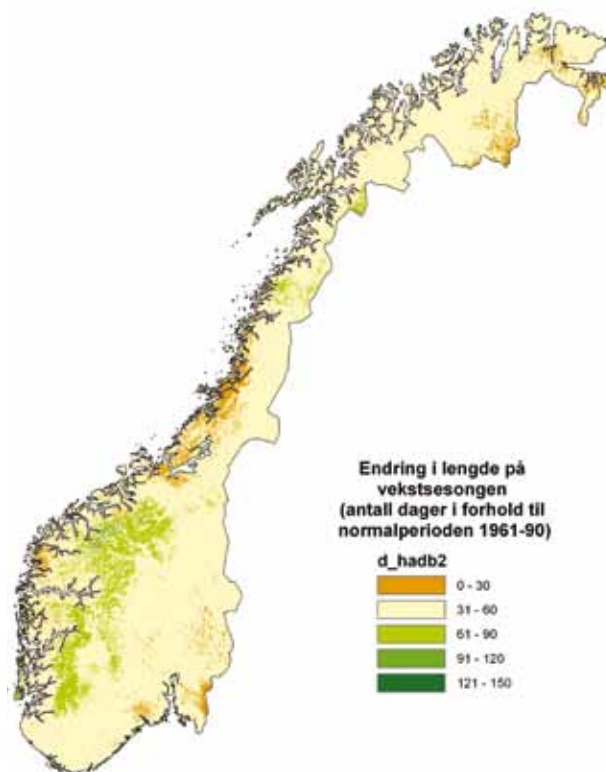 Endring i lengde på
vekstsesongen
(antall dager i forhold til
normalperioden 1961-90)
d_hadb2
0 - 30
31 - 60
61 - 90
91 - 120
121 - 150